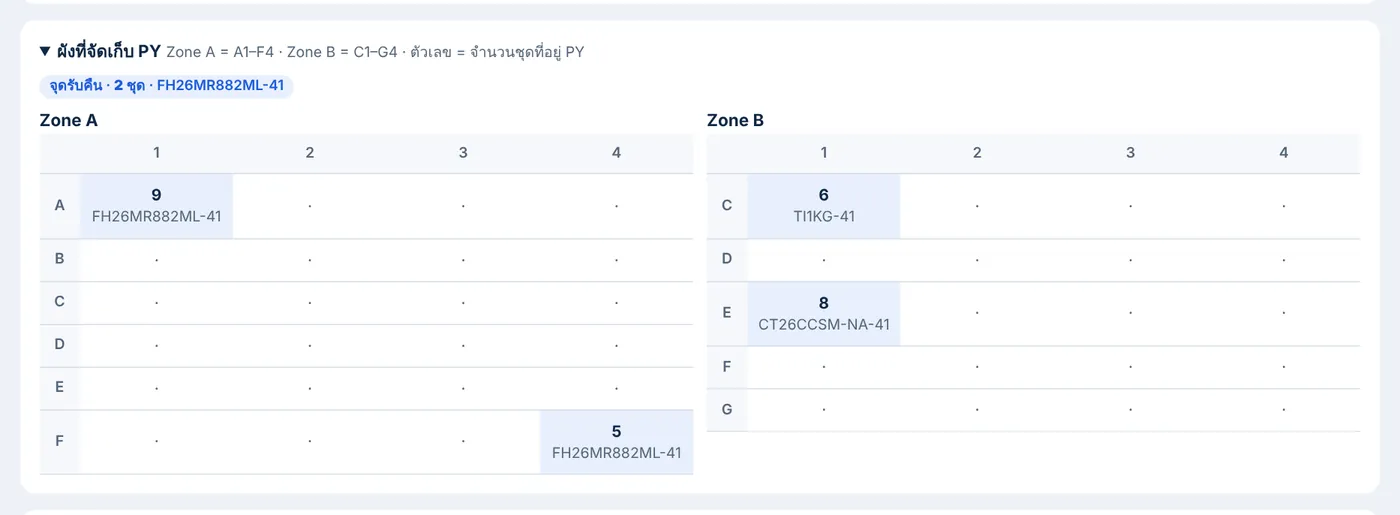 ▼ ผังที่จัดเก็บ PY Zone A = A1–F4 · Zone B = C1–G4 · ตัวเลข = จำนวนชุดที่อยู่ PY
จุดรับคืน · 2 ชุด · FH26MR882ML-41
Zone A
1 2 3 4
A 9 · · ·
FH26MR882ML-41
B · · · ·
C · · · ·
D · · · ·
E · · · ·
F · · · 5
FH26MR882ML-41
Zone B
1 2 3 4
C 6 · · ·
TI1KG-41
D · · · ·
E 8 · · ·
CT26CCSM-NA-41
F · · · ·
G · · · ·